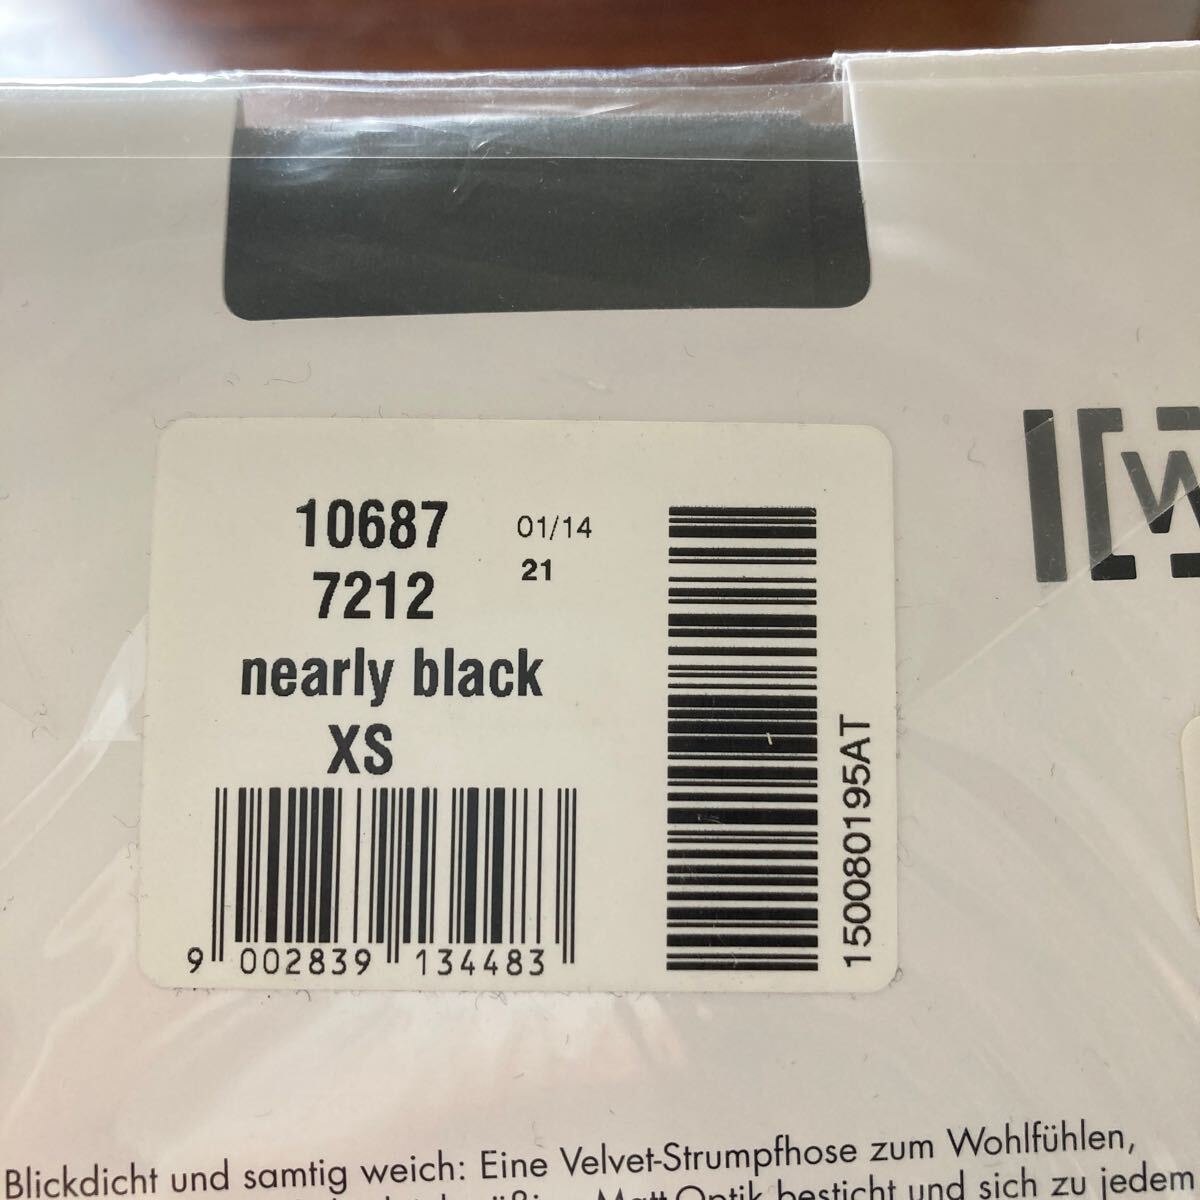 10687
01/14
7212
21
nearly black
XS
9 002839 134483
150080195AT
W
Blickdicht und samtig weich: Eine Velvet-Strumpfhose zum Wohlfühlen,
Matt-Optik besticht und sich zu jedem